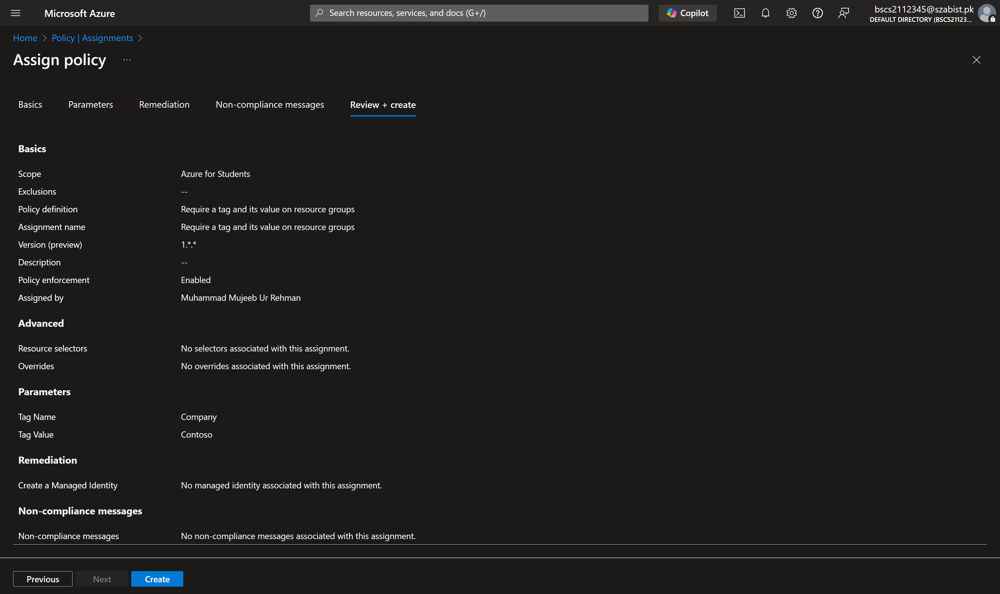 Microsoft Azure
Search resources, services, and docs (G+/)
Copilot
bscs2112345@szabist.pk
DEFAULT DIRECTORY (BSCS21123...
Home > Policy | Assignments >
Assign policy ...
Basics Parameters Remediation Non-compliance messages Review + create
Basics
Scope Azure for Students
Exclusions --
Policy definition Require a tag and its value on resource groups
Assignment name Require a tag and its value on resource groups
Version (preview) 1.*.*
Description --
Policy enforcement Enabled
Assigned by Muhammad Mujeeb Ur Rehman
Advanced
Resource selectors No selectors associated with this assignment.
Overrides No overrides associated with this assignment.
Parameters
Tag Name Company
Tag Value Contoso
Remediation
Create a Managed Identity No managed identity associated with this assignment.
Non-compliance messages
Non-compliance messages No non-compliance messages associated with this assignment.
Previous Next Create